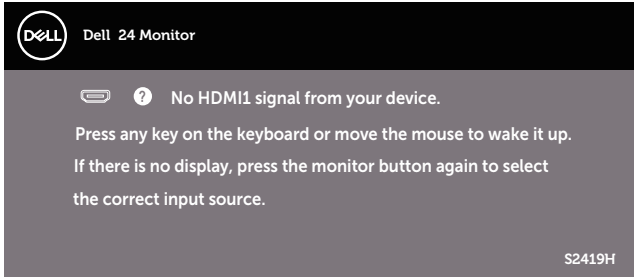 DELL
Dell 24 Monitor
? No HDMI1 signal from your device.
Press any key on the keyboard or move the mouse to wake it up.
If there is no display, press the monitor button again to select
the correct input source.
S2419H